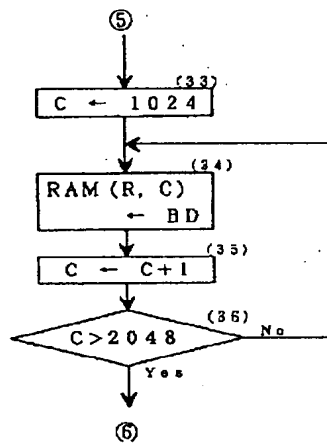 ⑤
(33)
C ← 1024
(34)
RAM (R, C)
← BD
(35)
C ← C+1
(36)
C>2048
No
Yes
⑥